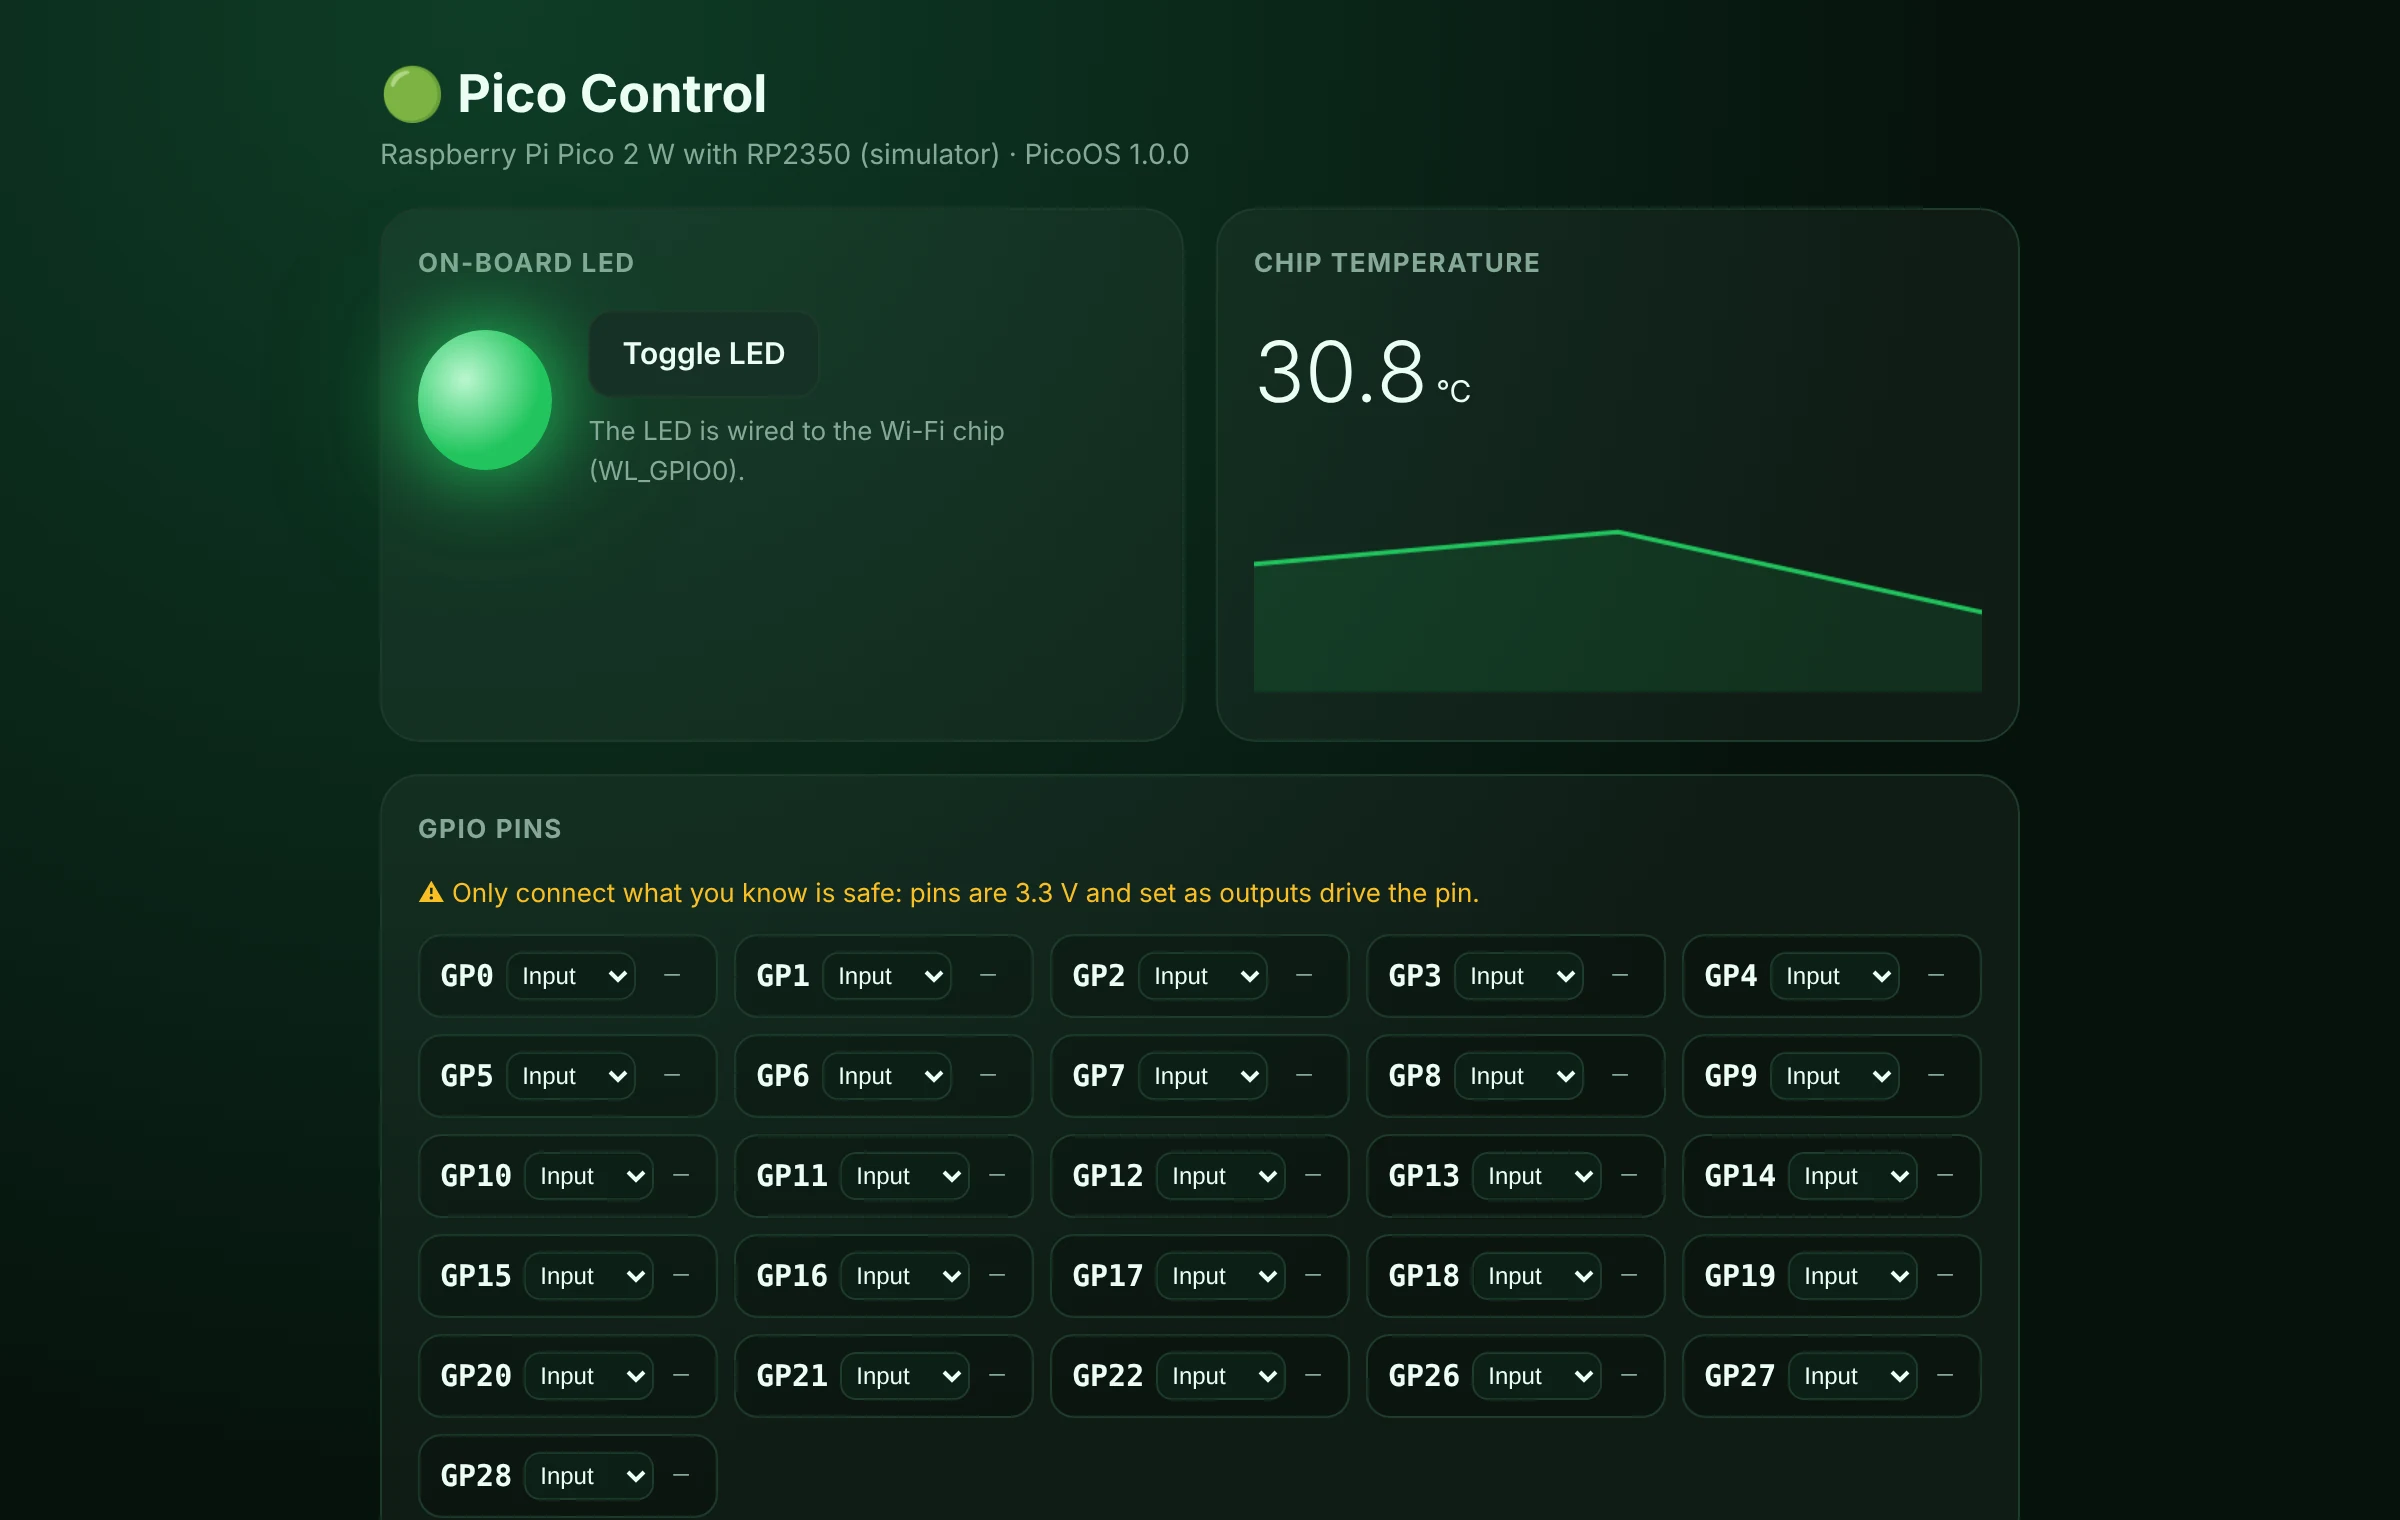 Pico Control
Raspberry Pi Pico 2 W with RP2350 (simulator) · PicoOS 1.0.0
ON-BOARD LED
Toggle LED
The LED is wired to the Wi-Fi chip
(WL_GPIO0).
CHIP TEMPERATURE
30.8 °C
GPIO PINS
⚠ Only connect what you know is safe: pins are 3.3 V and set as outputs drive the pin.
GP0 Input – GP1 Input – GP2 Input – GP3 Input – GP4 Input –
GP5 Input – GP6 Input – GP7 Input – GP8 Input – GP9 Input –
GP10 Input – GP11 Input – GP12 Input – GP13 Input – GP14 Input –
GP15 Input – GP16 Input – GP17 Input – GP18 Input – GP19 Input –
GP20 Input – GP21 Input – GP22 Input – GP26 Input – GP27 Input –
GP28 Input –